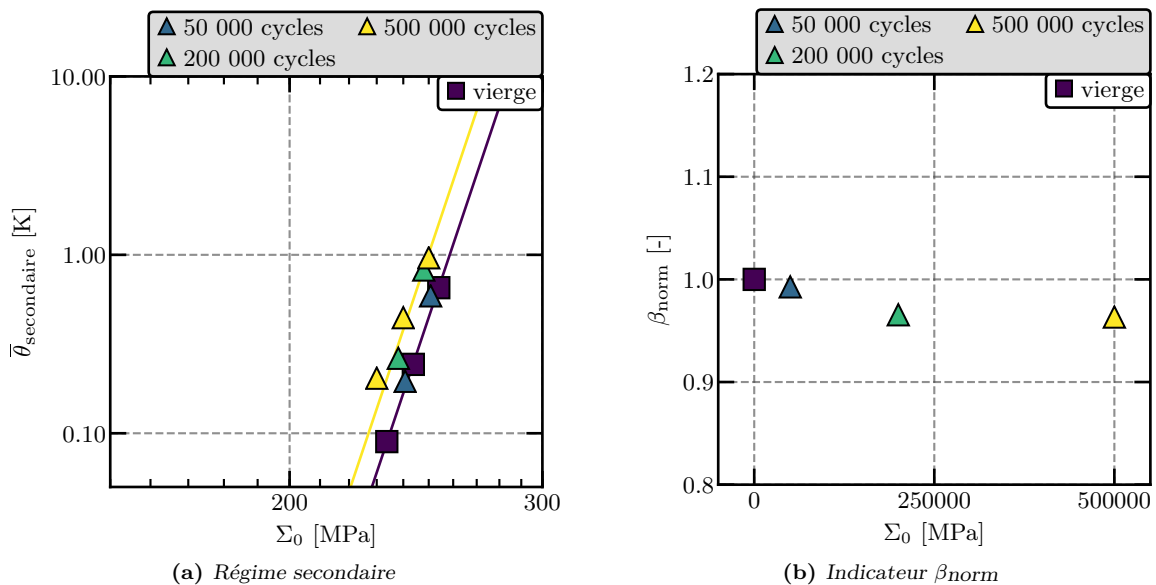 50 000 cycles
500 000 cycles
200 000 cycles
vierge
10.00
1.00
0.10
200
300
θ̅secondaire [K]
Σ0 [MPa]
(a) Régime secondaire
50 000 cycles
500 000 cycles
200 000 cycles
vierge
1.2
1.1
1.0
0.9
0.8
0
250000
500000
βnorm [-]
Σ0 [MPa]
(b) Indicateur βnorm